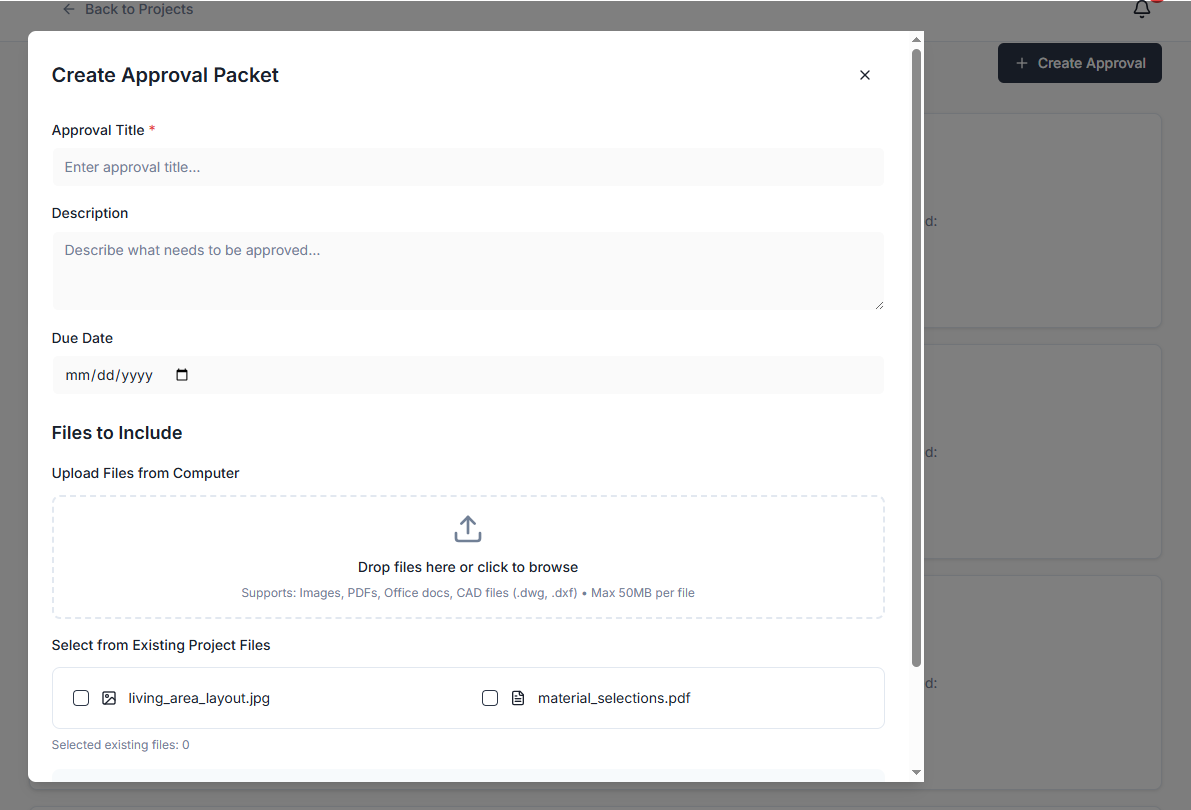 Back to Projects
Create Approval
Create Approval Packet
Approval Title *
Enter approval title...
d:
Description
Describe what needs to be approved...
Due Date
mm/dd/yyyy
Files to Include
d:
Upload Files from Computer
Drop files here or click to browse
Supports: Images, PDFs, Office docs, CAD files (.dwg, .dxf) • Max 50MB per file
Select from Existing Project Files
d:
living_area_layout.jpg
material_selections.pdf
Selected existing files: 0